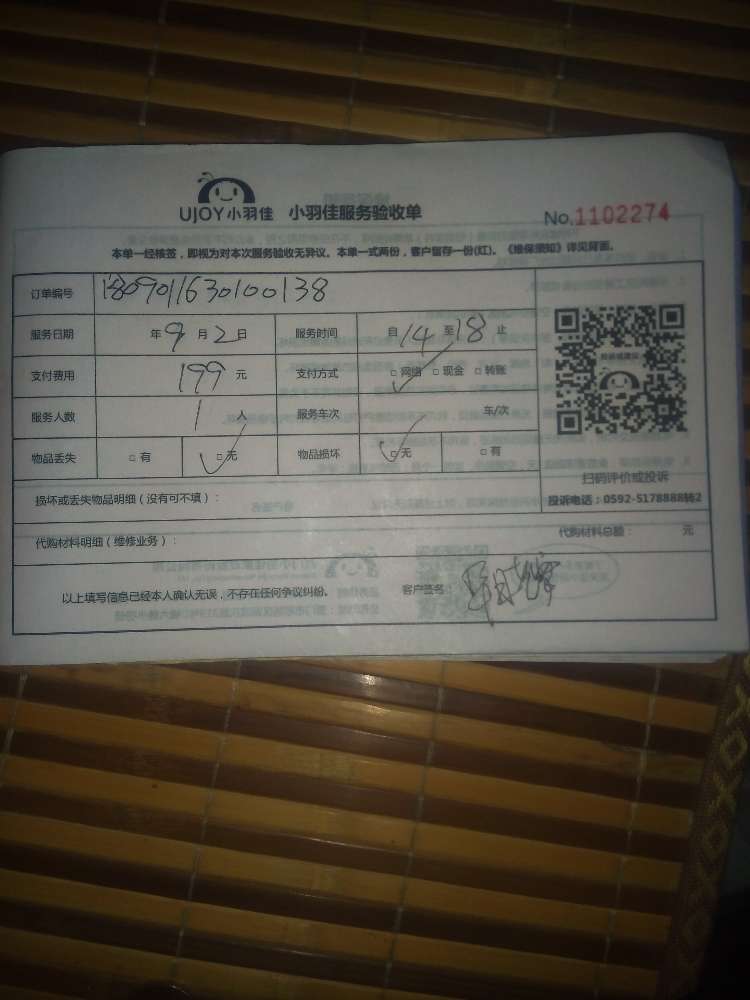 UJOY小羽佳 小羽佳服务验收单 No.1102274
本单一经核签，即视为对本次服务验收无异议。本单一式两份，客户留存一份(红)。《维保须知》详见背面。
订单编号 1809011630100138
服务日期 年9月2日 服务时间 自14至18止
支付费用 199元 支付方式 □网络 □现金 □转账
服务人数 1人 服务车次 车/次
物品丢失 □有 □无 物品损坏 □无 □有
扫码评价或投诉
损坏或丢失物品明细（没有可不填）： 投诉电话：0592-5178888转2
代购材料明细（维修业务）： 代购材料总额： 元
以上填写信息已经本人确认无误，不存在任何争议纠纷。 客户签名：